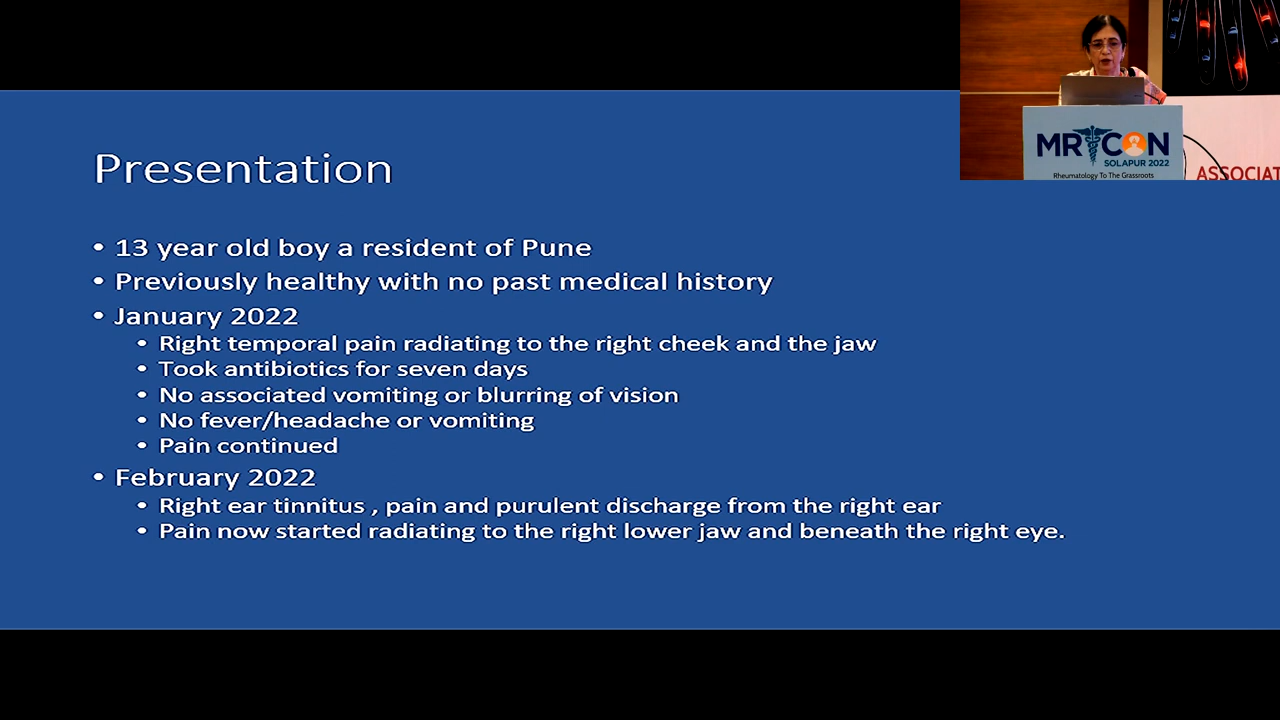 Presentation
• 13 year old boy a resident of Pune
• Previously healthy with no past medical history
• January 2022
• Right temporal pain radiating to the right cheek and the jaw
• Took antibiotics for seven days
• No associated vomiting or blurring of vision
• No fever/headache or vomiting
• Pain continued
• February 2022
• Right ear tinnitus , pain and purulent discharge from the right ear
• Pain now started radiating to the right lower jaw and beneath the right eye.
MRCON
SOLAPUR 2022
Rheumatology To The Grassroots
ASSOCIAT